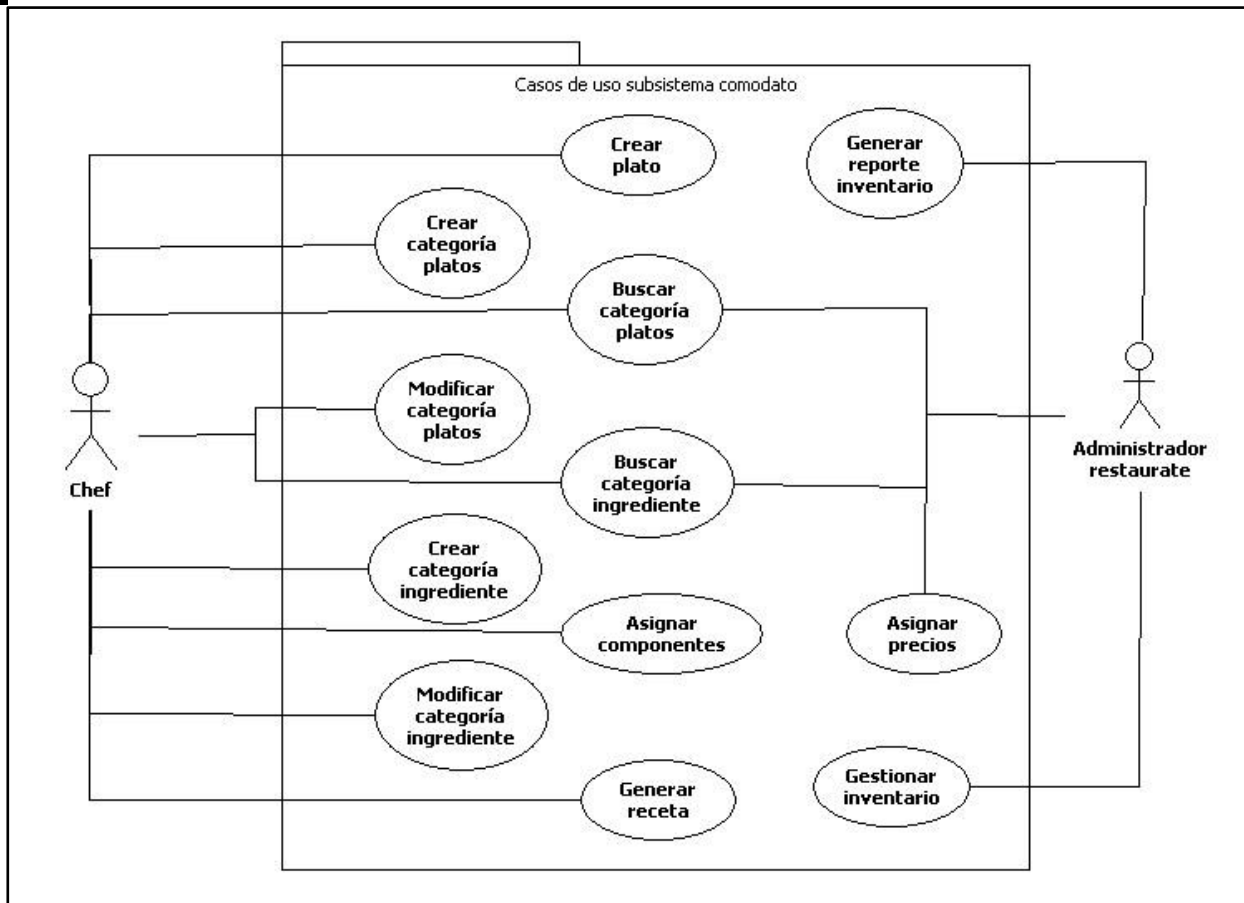 Casos de uso subsistema comodato
Crear
plato
Generar
reporte
inventario
Crear
categoría
platos
Buscar
categoría
platos
Modificar
categoría
platos
Buscar
categoría
ingrediente
Chef
Administrador
restaurate
Crear
categoría
ingrediente
Asignar
componentes
Asignar
precios
Modificar
categoría
ingrediente
Generar
receta
Gestionar
inventario